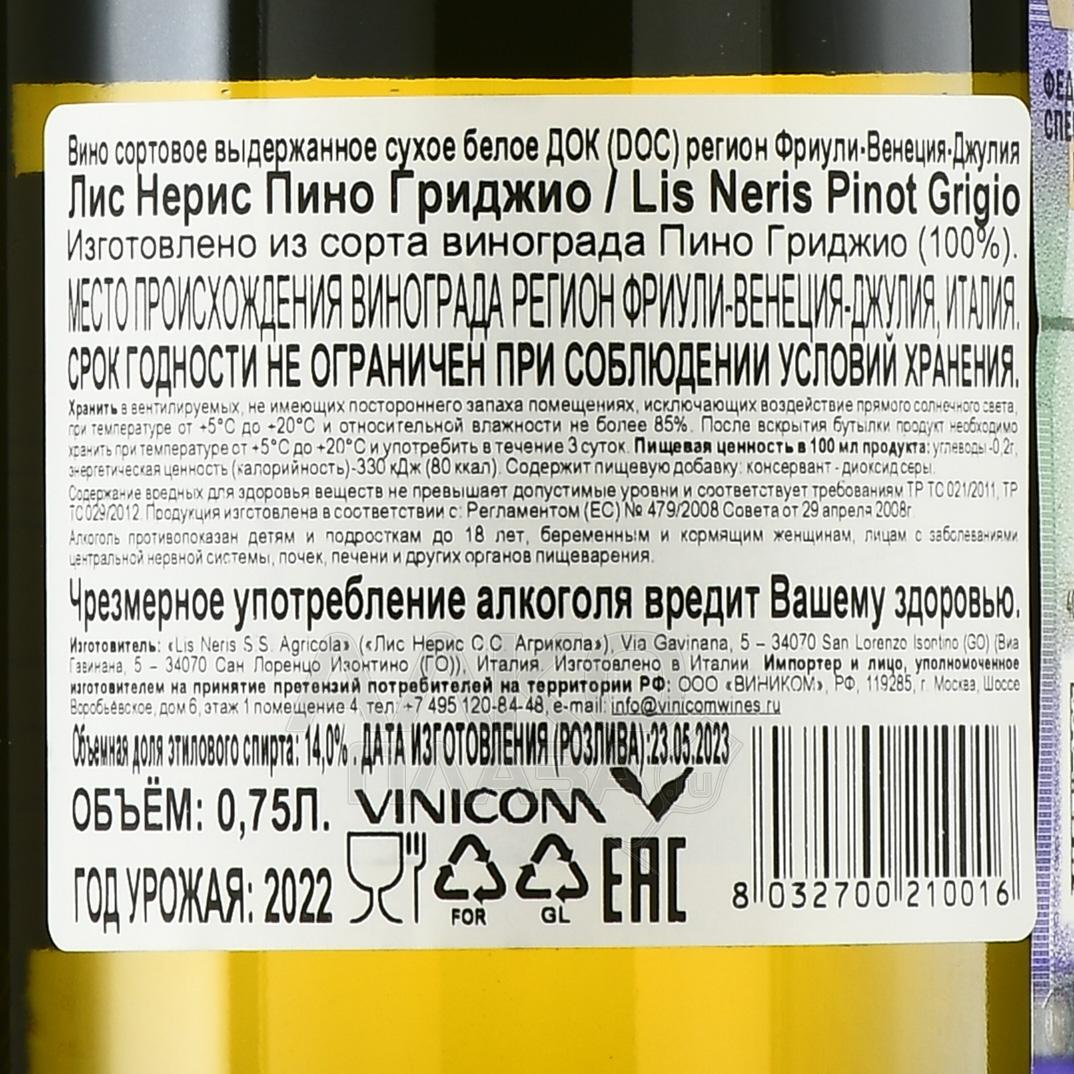 Вино сортовое выдержанное сухое белое ДОК (DOC) регион Фриули-Венеция-Джулия
Лис Нерис Пино Гриджио / Lis Neris Pinot Grigio
Изготовлено из сорта винограда Пино Гриджио (100%).
МЕСТО ПРОИСХОЖДЕНИЯ ВИНОГРАДА РЕГИОН ФРИУЛИ-ВЕНЕЦИЯ-ДЖУЛИЯ, ИТАЛИЯ.
СРОК ГОДНОСТИ НЕ ОГРАНИЧЕН ПРИ СОБЛЮДЕНИИ УСЛОВИЙ ХРАНЕНИЯ.
Хранить в вентилируемых, не имеющих постороннего запаха помещениях, исключающих воздействие прямого солнечного света,
при температуре от +5°С до +20°С и относительной влажности не более 85%. После вскрытия бутылки продукт необходимо
хранить при температуре от +5°С до +20°С и употребить в течение 3 суток. Пищевая ценность в 100 мл продукта: углеводы -0,2г,
энергетическая ценность (калорийность)-330 кДж (80 ккал). Содержит пищевую добавку: консервант - диоксид серы.
Содержание вредных для здоровья веществ не превышает допустимые уровни и соответствует требованиям ТР ТС 021/2011, ТР
ТС 029/2012. Продукция изготовлена в соответствии с: Регламентом (ЕС) № 479/2008 Совета от 29 апреля 2008г.
Алкоголь противопоказан детям и подросткам до 18 лет, беременным и кормящим женщинам, лицам с заболеваниями
центральной нервной системы, почек, печени и других органов пищеварения.
Чрезмерное употребление алкоголя вредит Вашему здоровью.
Изготовитель: «Lis Neris S.S. Agricola» («Лис Нерис С.С. Агрикола»), Via Gavinana, 5 – 34070 San Lorenzo Isontino (GO) (Виа
Гавинана, 5 – 34070 Сан Лоренцо Изонтино (ГО)), Италия. Изготовлено в Италии. Импортер и лицо, уполномоченное
изготовителем на принятие претензий потребителей на территории РФ: ООО «ВИНИКОМ», РФ, 119285, г. Москва, Шоссе
Воробьёвское, дом 6, этаж 1 помещение 4, тел: +7 495 120-84-48, e-mail: info@vinicomwines.ru
Объемная доля этилового спирта: 14,0% . ДАТА ИЗГОТОВЛЕНИЯ (РОЗЛИВА):23.05.2023
ОБЪЁМ: 0,75Л. VINICOM
ГОД УРОЖАЯ: 2022
FOR GL EAC
8 032700 210016
ФЕД
СПЕ